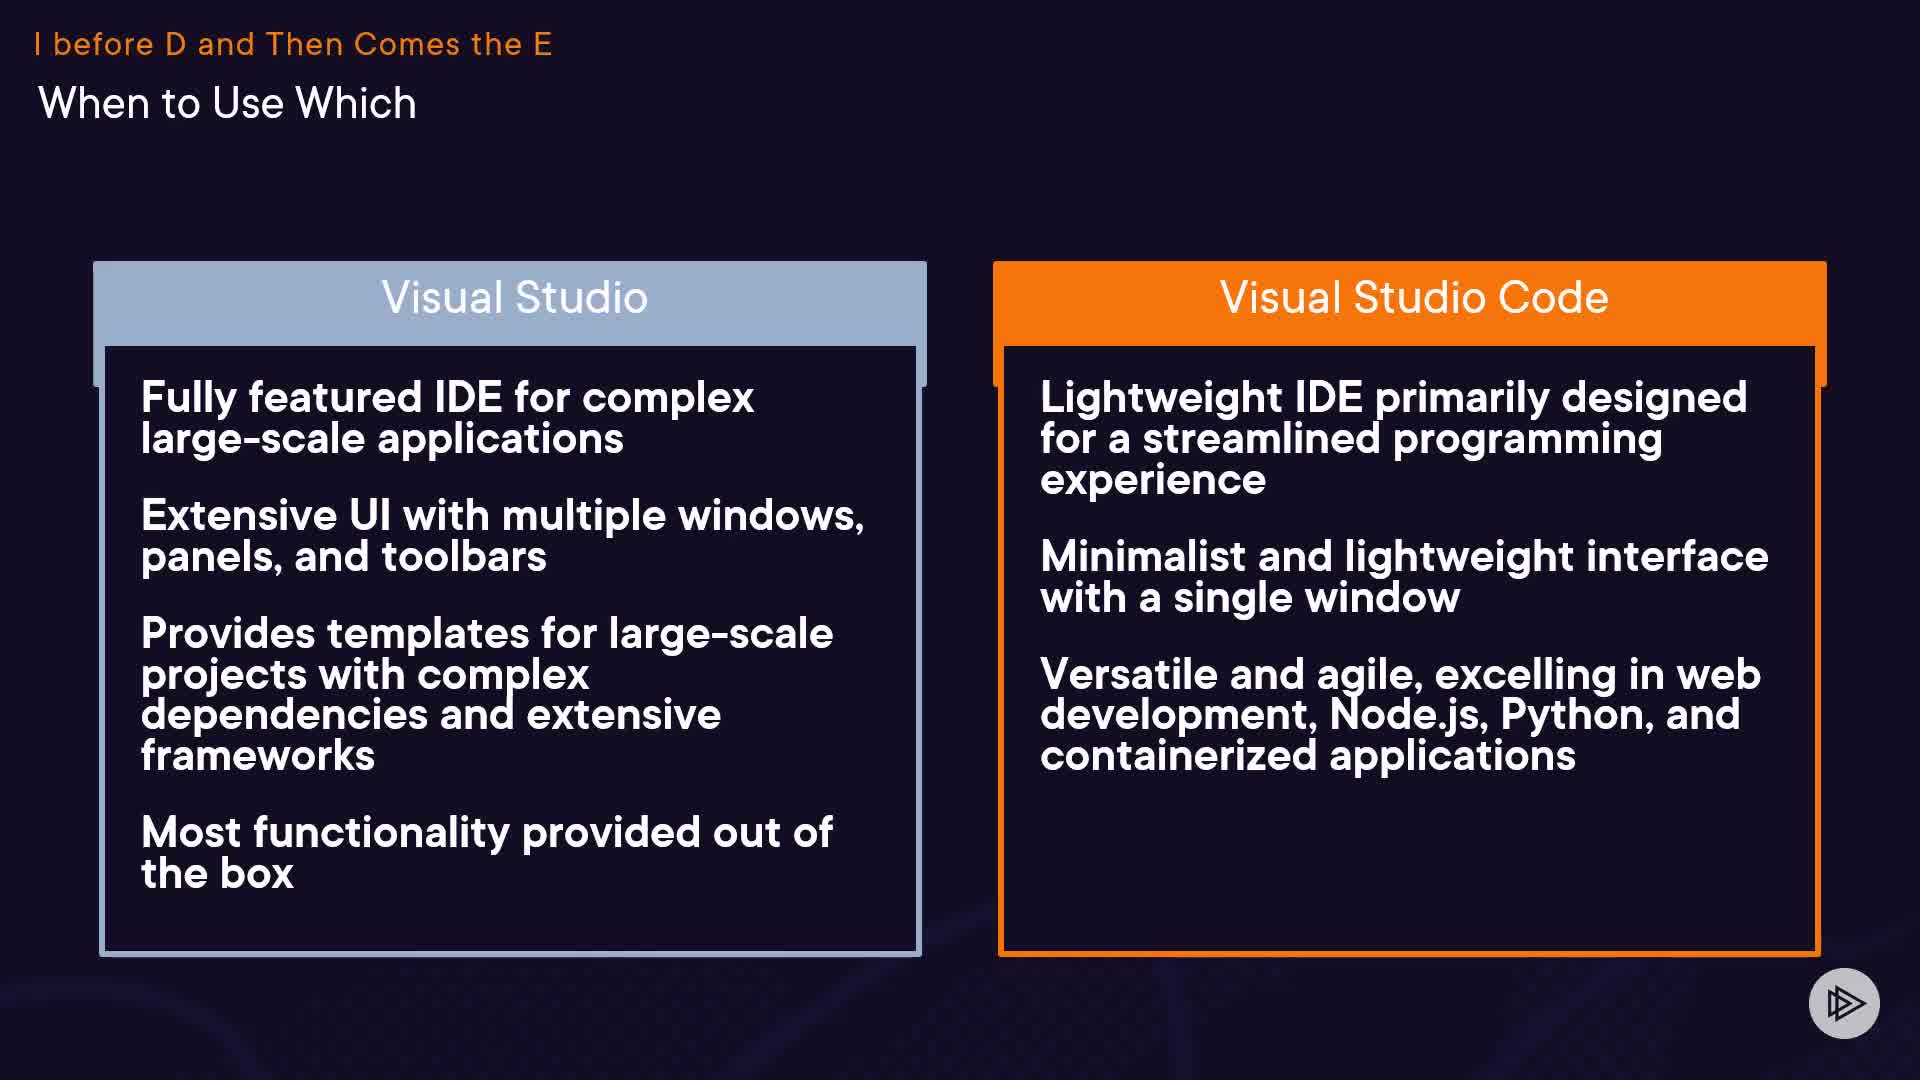 I before D and Then Comes the E
When to Use Which
Visual Studio
Fully featured IDE for complex
large-scale applications
Extensive UI with multiple windows,
panels, and toolbars
Provides templates for large-scale
projects with complex
dependencies and extensive
frameworks
Most functionality provided out of
the box
Visual Studio Code
Lightweight IDE primarily designed
for a streamlined programming
experience
Minimalist and lightweight interface
with a single window
Versatile and agile, excelling in web
development, Node.js, Python, and
containerized applications